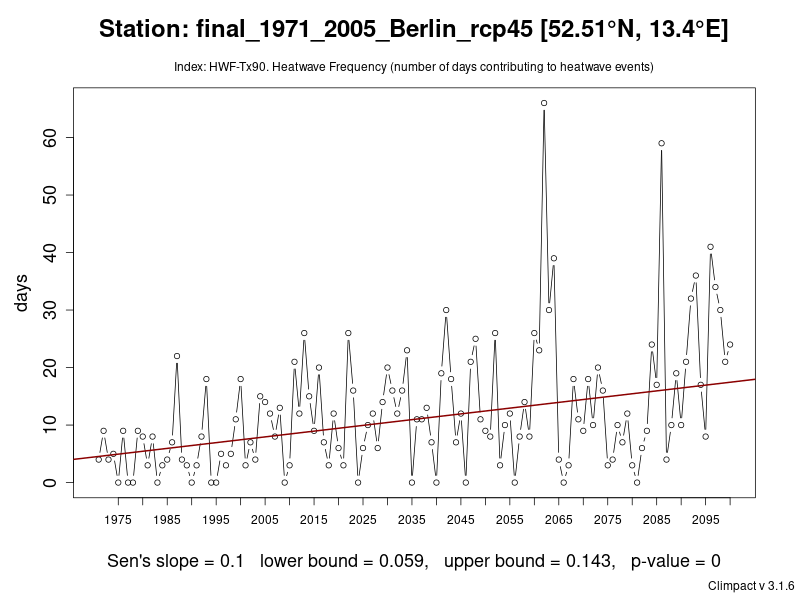 Station: final_1971_2005_Berlin_rcp45 [52.51°N, 13.4°E]
Index: HWF-Tx90. Heatwave Frequency (number of days contributing to heatwave events)
days
60
50
40
30
20
10
0
1975 1985 1995 2005 2015 2025 2035 2045 2055 2065 2075 2085 2095
Sen's slope = 0.1 lower bound = 0.059, upper bound = 0.143, p-value = 0
Climpact v 3.1.6